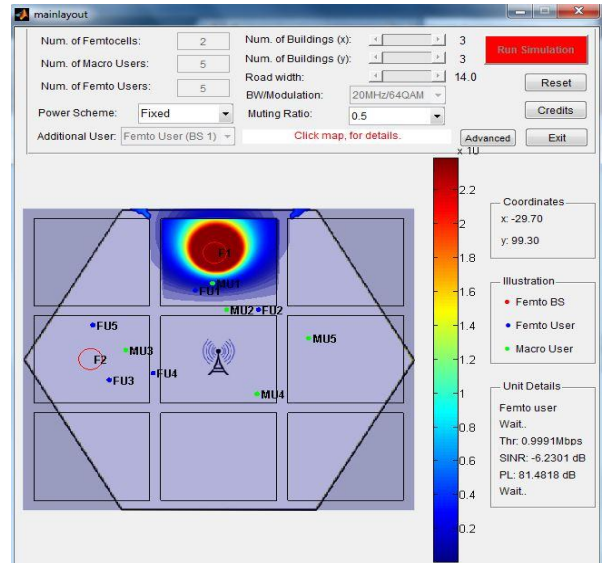 mainlayout
Num. of Femtocells: 2
Num. of Macro Users: 5
Num. of Femto Users: 5
Power Scheme: Fixed
Additional User: Femto User (BS 1)
Num. of Buildings (x): 3
Num. of Buildings (y): 3
Road width: 14.0
BW/Modulation: 20MHz/64QAM
Muting Ratio: 0.5
Click map, for details.
Run Simulation
Reset
Credits
Advanced
Exit
2.2
2
1.8
1.6
1.4
1.2
1
0.8
0.6
0.4
0.2
F1
MU1
FU1
MU2
FU2
FU5
MU3
MU5
F2
FU3
FU4
MU4
Coordinates
x: -29.70
y: 99.30
Illustration
Femto BS
Femto User
Macro User
Unit Details
Femto user
Wait..
Thr: 0.9991Mbps
SINR: -6.2301 dB
PL: 81.4818 dB
Wait..